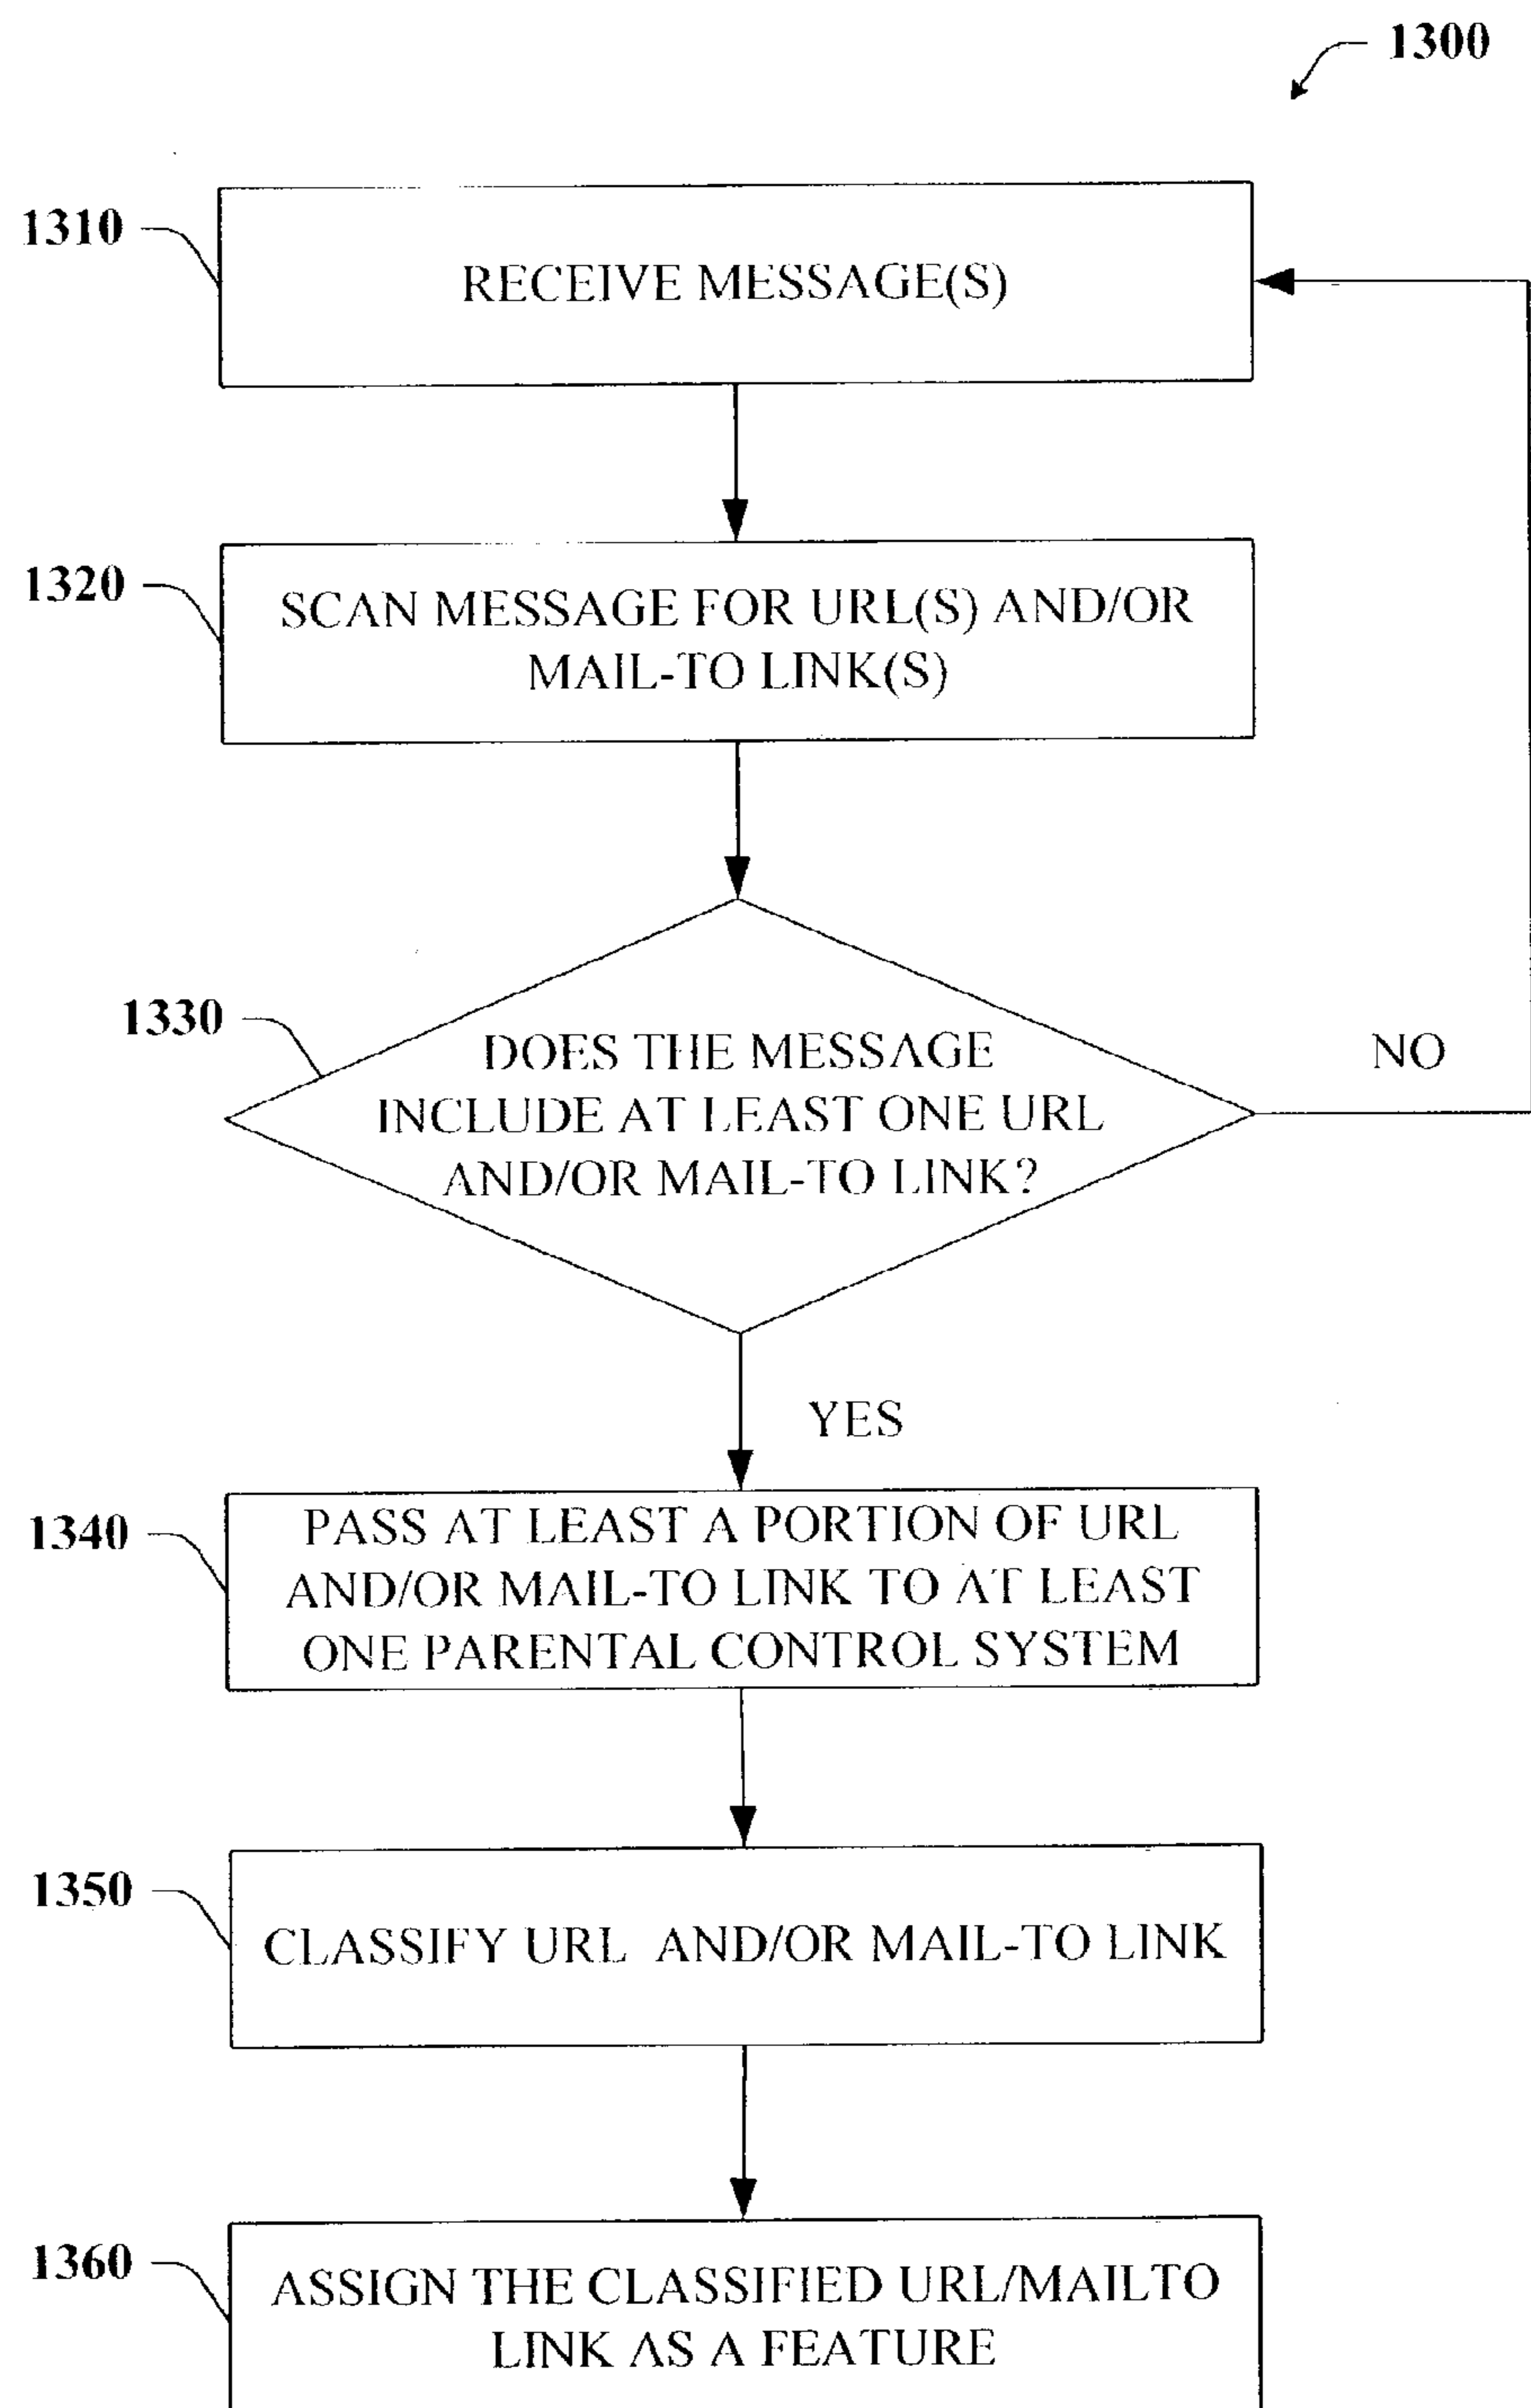 1300
1310
RECEIVE MESSAGE(S)
1320
SCAN MESSAGE FOR URL(S) AND/OR
MAIL-TO LINK(S)
1330
DOES THE MESSAGE
INCLUDE AT LEAST ONE URL
AND/OR MAIL-TO LINK?
NO
YES
1340
PASS AT LEAST A PORTION OF URL
AND/OR MAIL-TO LINK TO AT LEAST
ONE PARENTAL CONTROL SYSTEM
1350
CLASSIFY URL AND/OR MAIL-TO LINK
1360
ASSIGN THE CLASSIFIED URL/MAILTO
LINK AS A FEATURE